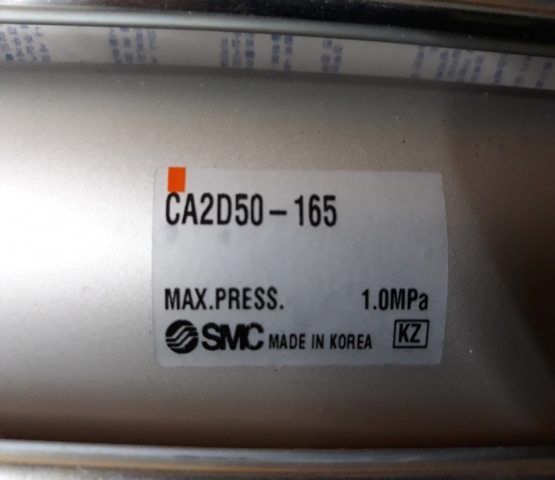 CA2D50-165
MAX.PRESS. 1.0MPa
SMC MADE IN KOREA KZ